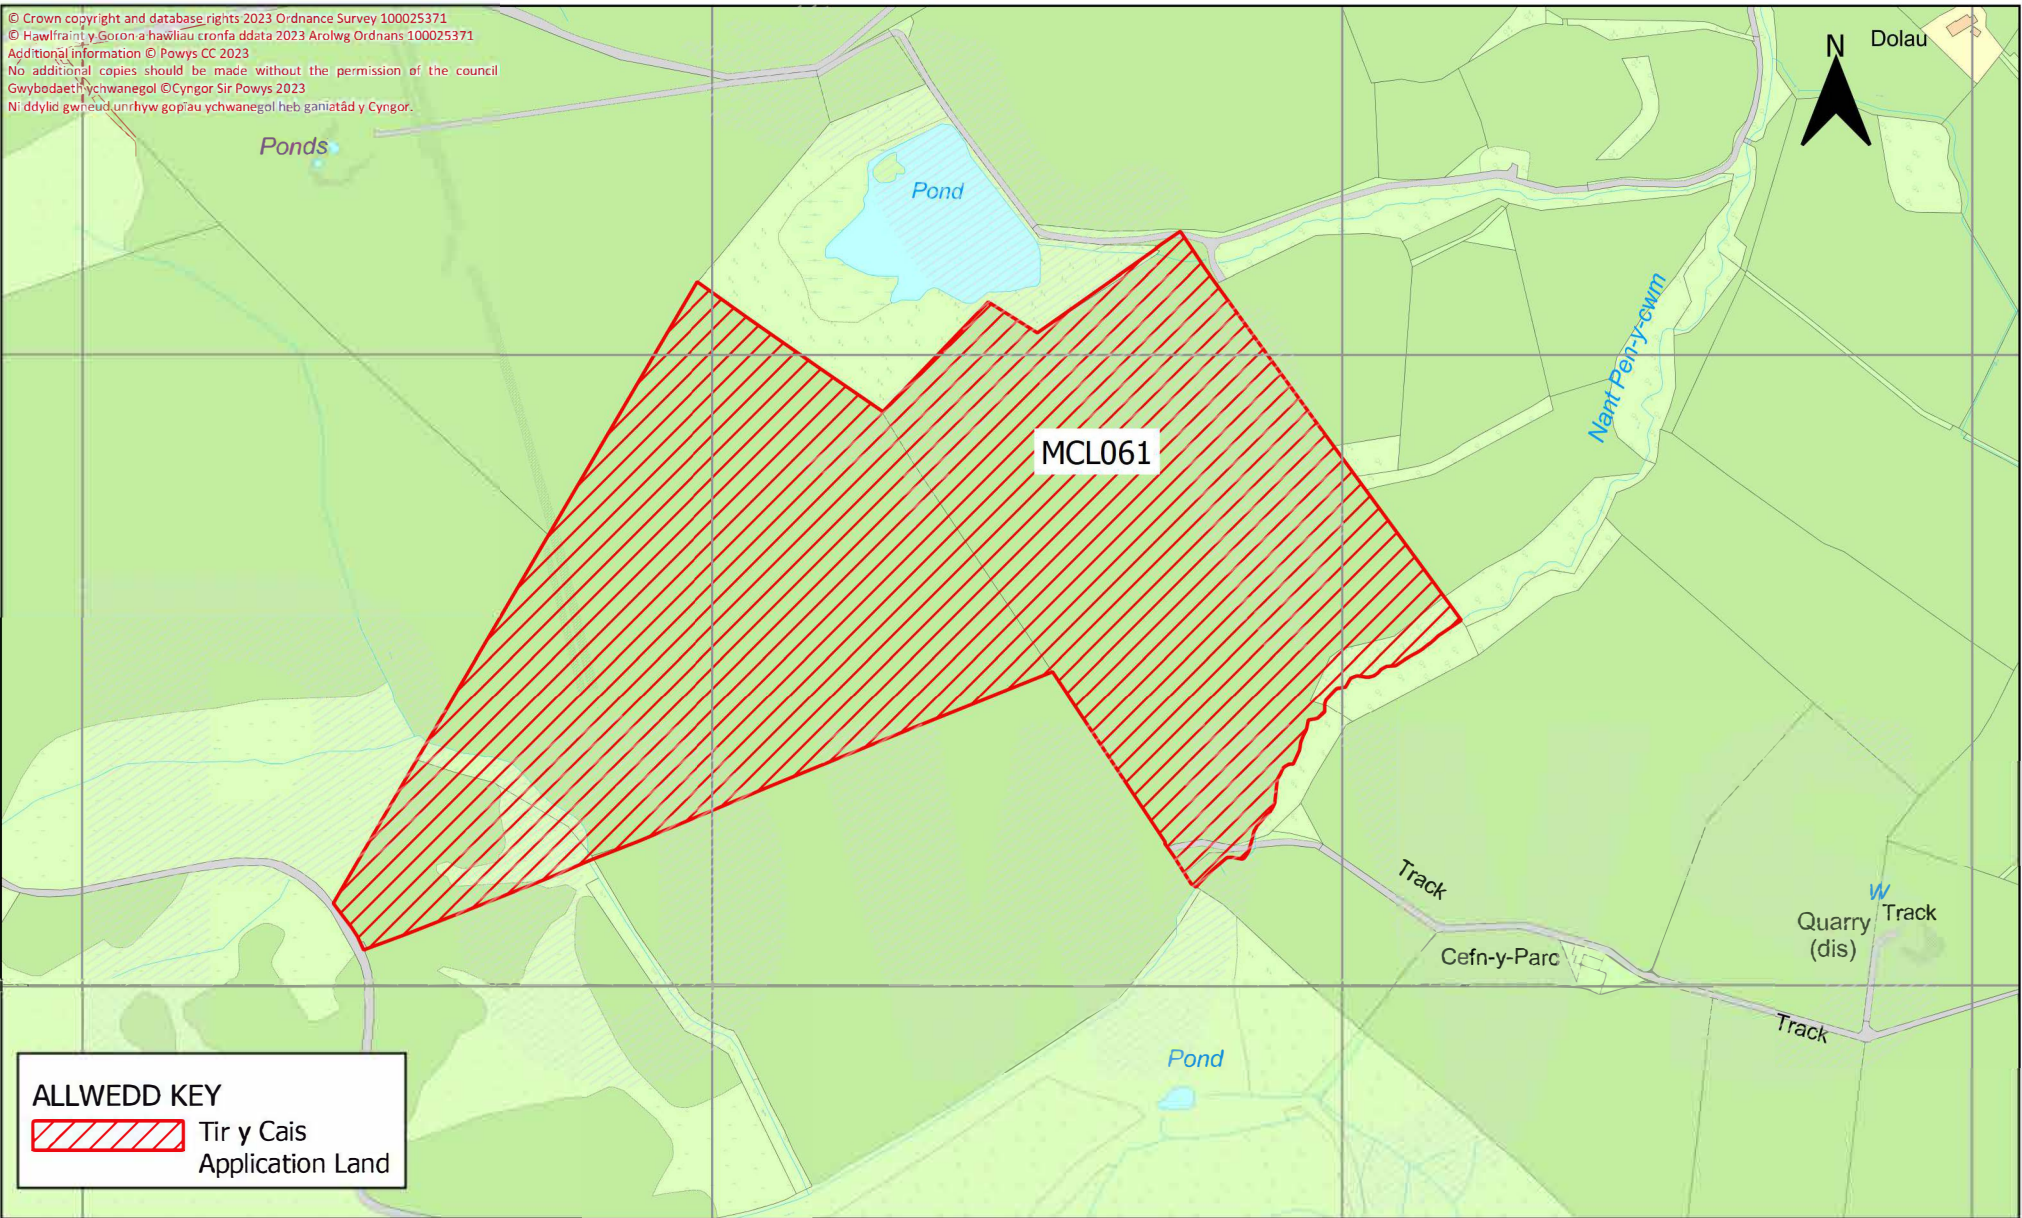 © Crown copyright and database rights 2023 Ordnance Survey 100025371
© Hawlfraint y Goron a hawliau cronfa ddata 2023 Arolwg Ordnans 100025371
Additional information © Powys CC 2023
No additional copies should be made without the permission of the council
Gwybodaeth ychwanegol ©Cyngor Sir Powys 2023
Ni ddylid gwneud unrhyw gopïau ychwanegol heb ganiatâd y Cyngor.
N
Dolau
Ponds
Pond
Nant Pen-y-cwm
MCL061
Track
W
Track
Quarry
(dis)
Cefn-y-Parc
Track
Pond
ALLWEDD KEY
Tir y Cais
Application Land